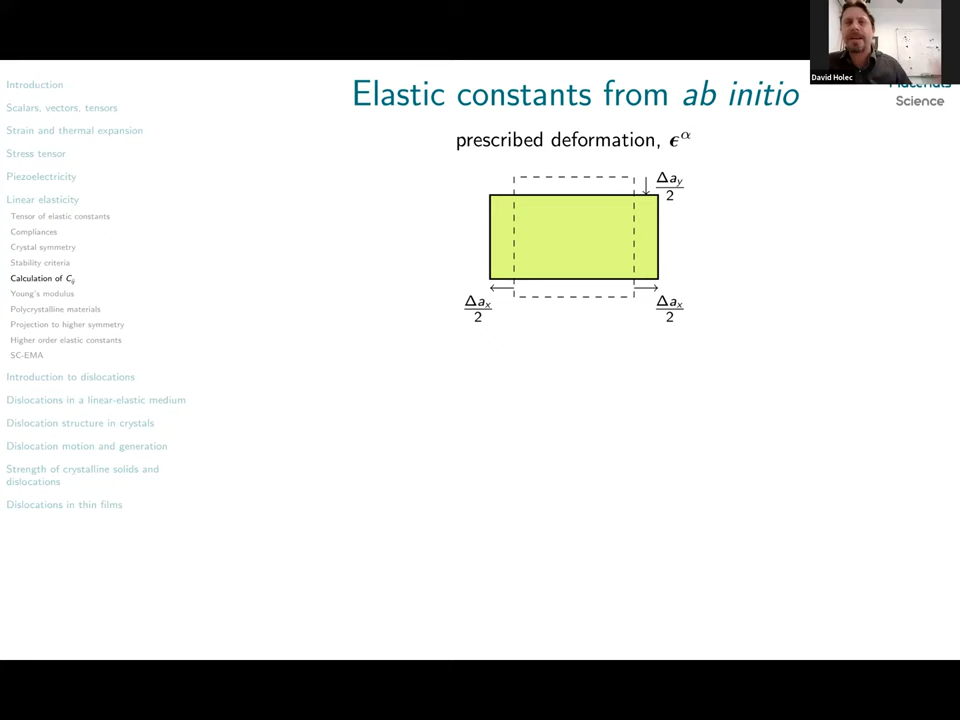 David Holec
Materials
Science
Introduction
Scalars, vectors, tensors
Strain and thermal expansion
Stress tensor
Piezoelectricity
Linear elasticity
Tensor of elastic constants
Compliances
Crystal symmetry
Stability criteria
Calculation of Cij
Young's modulus
Polycrystalline materials
Projection to higher symmetry
Higher order elastic constants
SC-EMA
Introduction to dislocations
Dislocations in a linear-elastic medium
Dislocation structure in crystals
Dislocation motion and generation
Strength of crystalline solids and
dislocations
Dislocations in thin films
Elastic constants from ab initio
prescribed deformation, ϵ^α
Δa_y
2
Δa_x
2
Δa_x
2